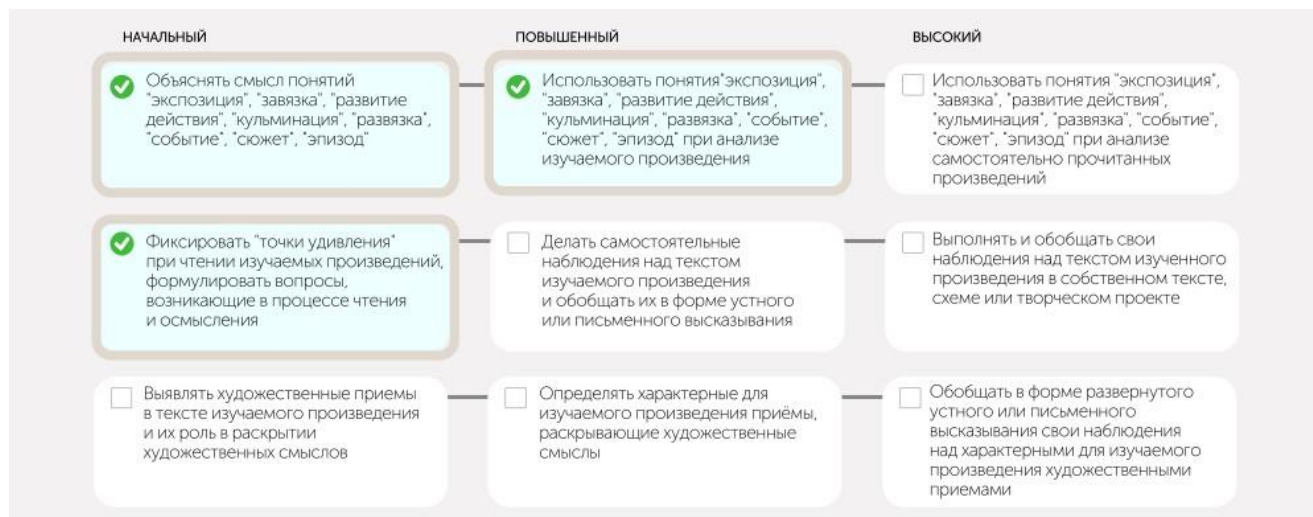 НАЧАЛЬНЫЙ
ПОВЫШЕННЫЙ
ВЫСОКИЙ
Объяснять смысл понятий
"экспозиция", "завязка", "развитие
действия", "кульминация", "развязка",
"событие", "сюжет", "эпизод"
Использовать понятия"экспозиция",
"завязка", "развитие действия",
"кульминация", "развязка", "событие",
"сюжет", "эпизод" при анализе
изучаемого произведения
Использовать понятия "экспозиция",
"завязка", "развитие действия",
"кульминация", "развязка", "событие",
"сюжет", "эпизод" при анализе
самостоятельно прочитанных
произведений
Фиксировать "точки удивления"
при чтении изучаемых произведений,
формулировать вопросы,
возникающие в процессе чтения
и осмысления
Делать самостоятельные
наблюдения над текстом
изучаемого произведения
и обобщать их в форме устного
или письменного высказывания
Выполнять и обобщать свои
наблюдения над текстом изученного
произведения в собственном тексте,
схеме или творческом проекте
Выявлять художественные приемы
в тексте изучаемого произведения
и их роль в раскрытии
художественных смыслов
Определять характерные для
изучаемого произведения приёмы,
раскрывающие художественные
смыслы
Обобщать в форме развернутого
устного или письменного
высказывания свои наблюдения
над характерными для изучаемого
произведения художественными
приемами